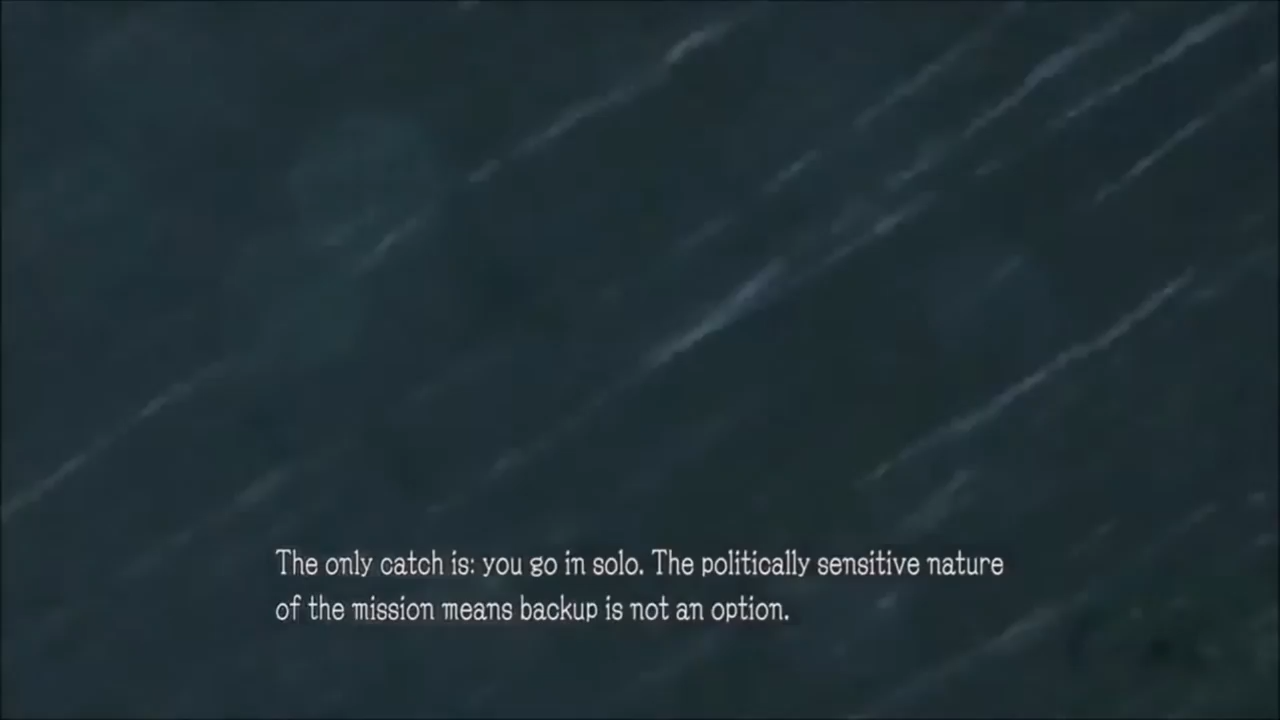 The only catch is: you go in solo. The politically sensitive nature
of the mission means backup is not an option.